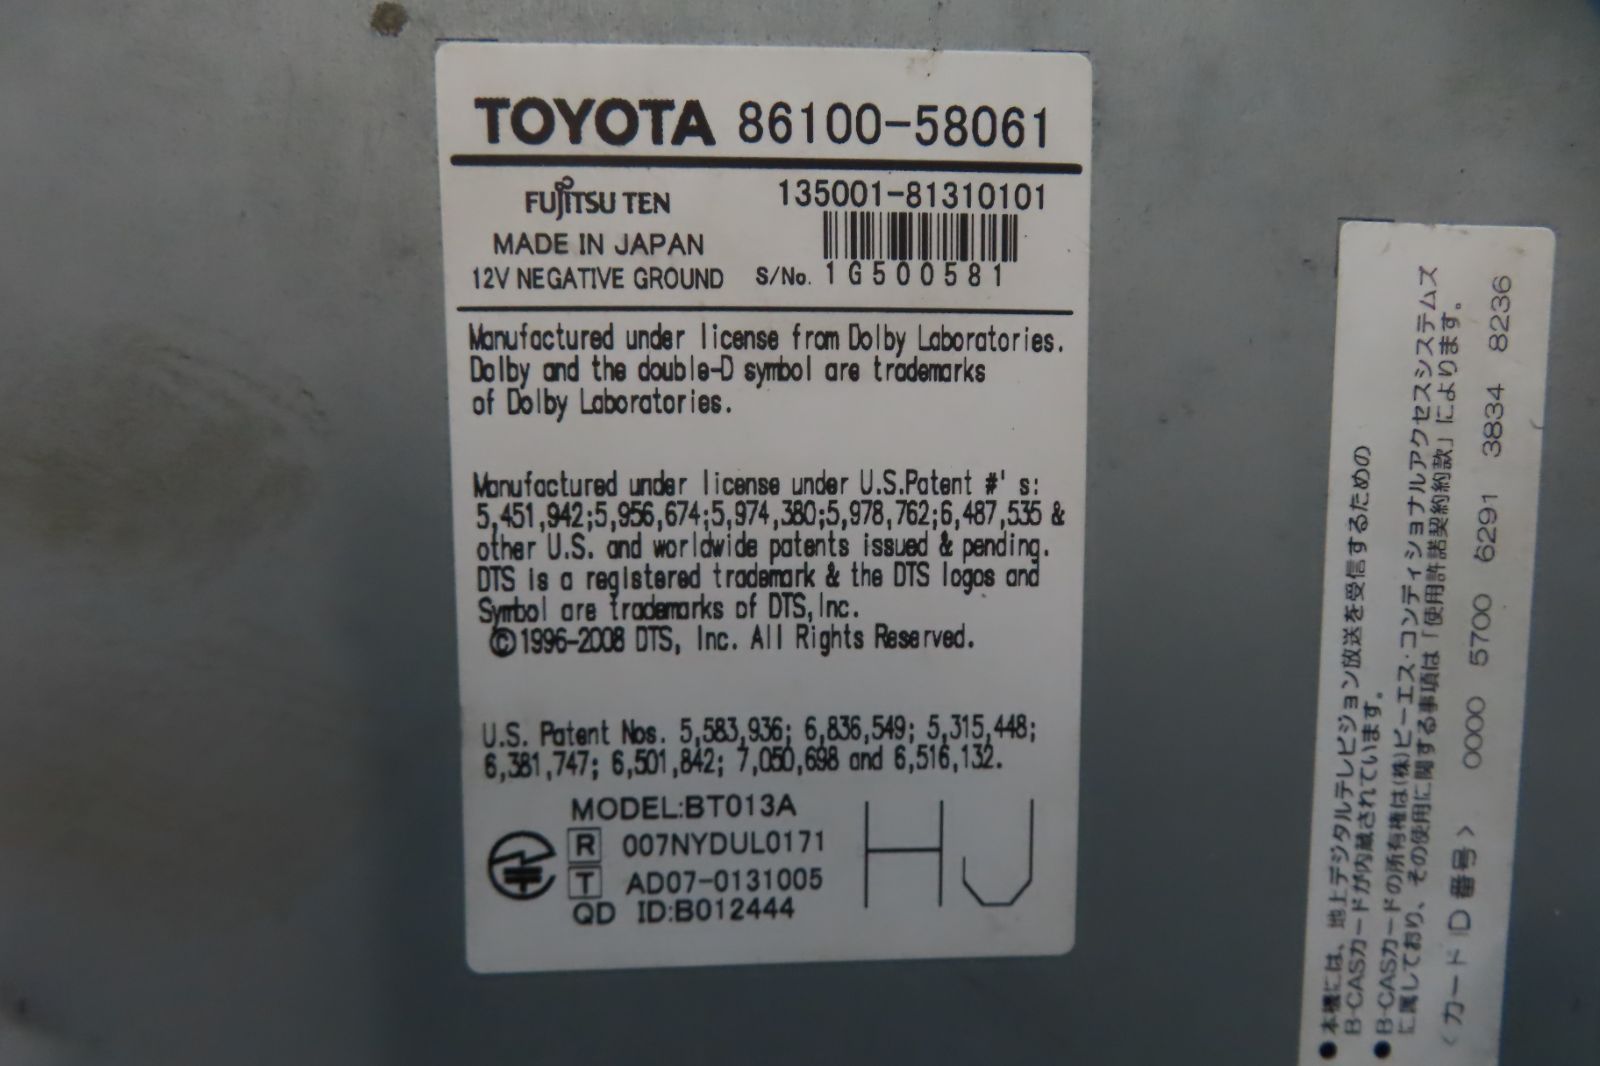 TOYOTA 86100-58061
FUJITSU TEN
135001-81310101
MADE IN JAPAN
12V NEGATIVE GROUND
S/No. 1G500581
Manufactured under license from Dolby Laboratories.
Dolby and the double-D symbol are trademarks
of Dolby Laboratories.
Manufactured under license under U.S.Patent #' s:
5,451,942;5,956,674;5,974,380;5,978,762;6,487,535 &
other U.S. and worldwide patents issued & pending.
DTS is a registered trademark & the DTS logos and
Symbol are trademarks of DTS,Inc.
©1996-2008 DTS, Inc. All Rights Reserved.
U.S. Patent Nos. 5,583,936; 6,836,549; 5,315,448;
6,381,747; 6,501,842; 7,050,698 and 6,516,132.
MODEL:BT013A
R 007NYDUL0171
T AD07-0131005
QD ID:B012444
HU
●本機には、地上デジタルテレビジョン放送を受信するための
B-CASカードが内蔵されています。
●B-CASカードの所有権は(株)ビーエス・コンディショナルアクセスシステムズ
に属しており、その使用に関する事項は「使用許諾契約約款」によります。
<カードID番号> 0000 5700 6291 3834 8236